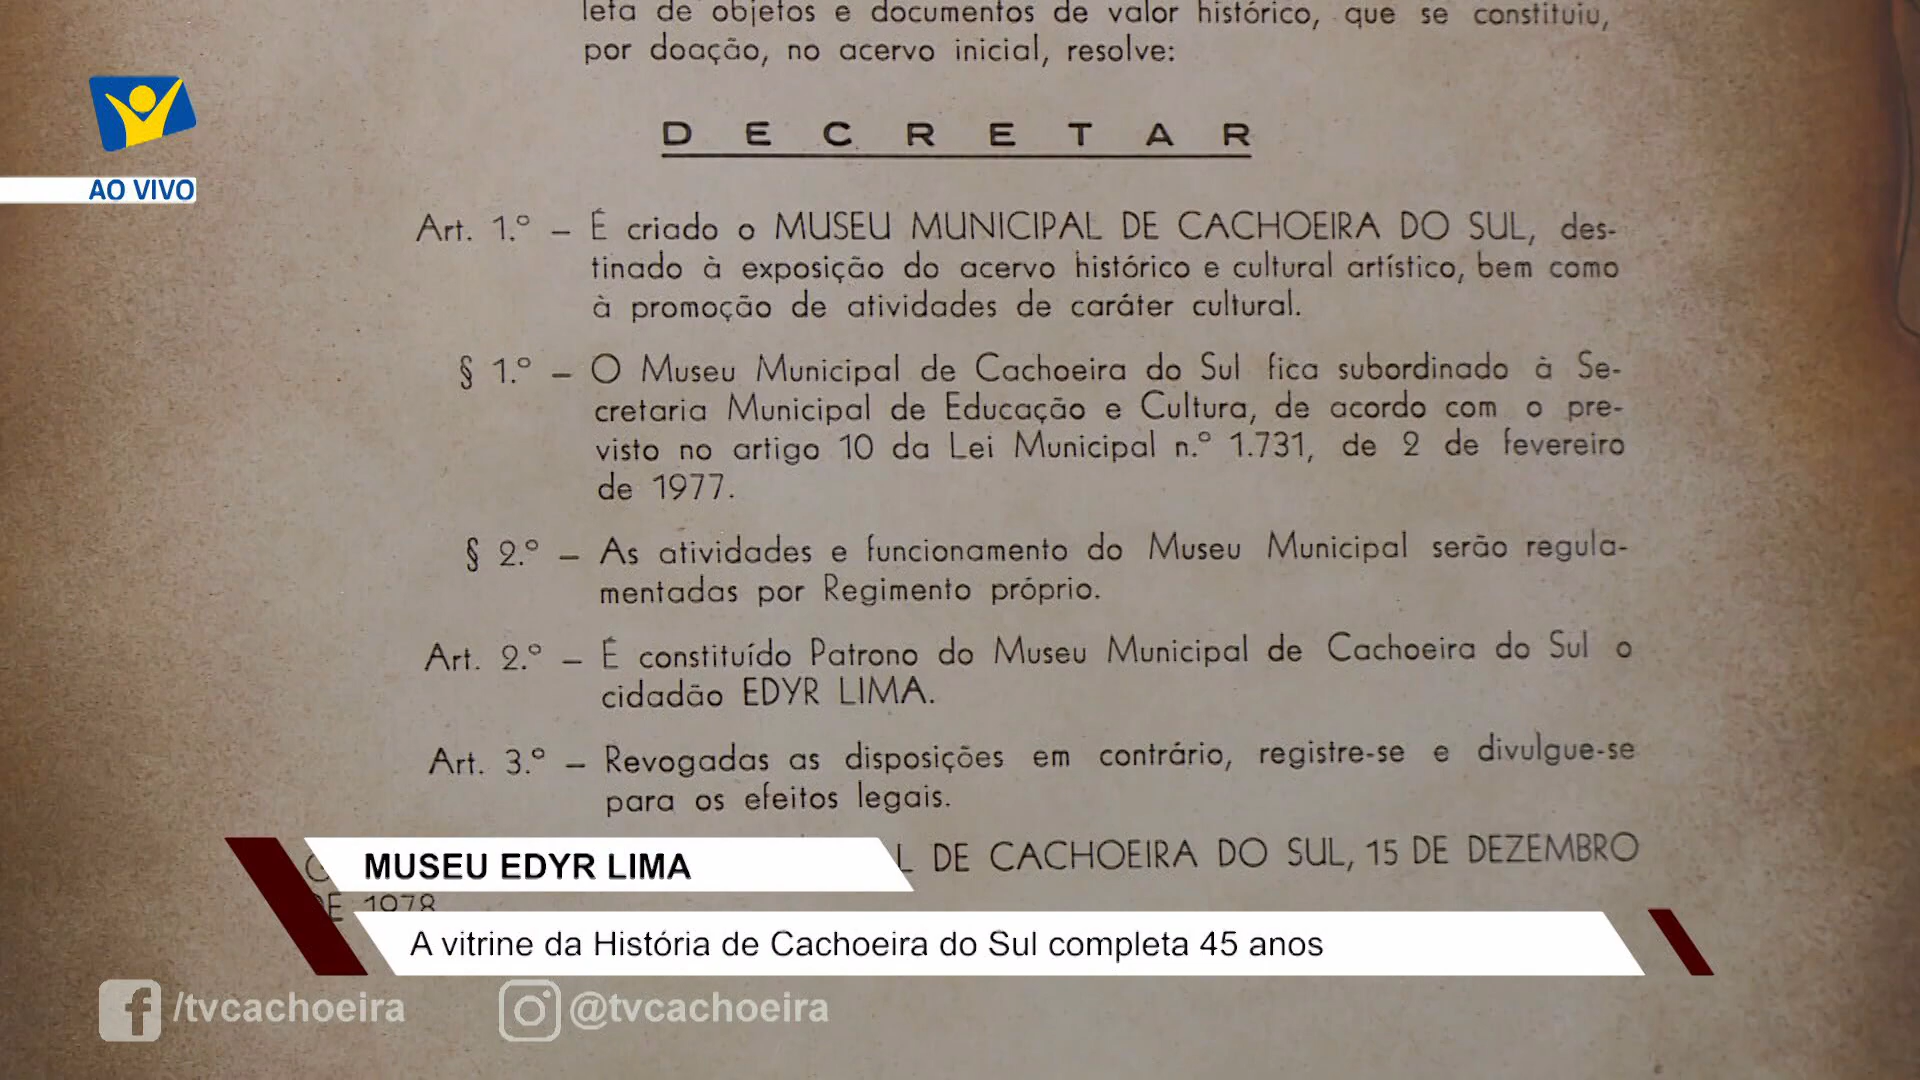 leta de objetos e documentos de valor histórico, que se constituiu,
por doação, no acervo inicial, resolve:
D E C R E T A R
AO VIVO
Art. 1.º – É criado o MUSEU MUNICIPAL DE CACHOEIRA DO SUL, des-
tinado à exposição do acervo histórico e cultural artístico, bem como
à promoção de atividades de caráter cultural.
§ 1.º – O Museu Municipal de Cachoeira do Sul fica subordinado à Se-
cretaria Municipal de Educação e Cultura, de acordo com o pre-
visto no artigo 10 da Lei Municipal n.º 1.731, de 2 de fevereiro
de 1977.
§ 2.º – As atividades e funcionamento do Museu Municipal serão regula-
mentadas por Regimento próprio.
Art. 2.º – É constituído Patrono do Museu Municipal de Cachoeira do Sul o
cidadão EDYR LIMA.
Art. 3.º – Revogadas as disposições em contrário, registre-se e divulgue-se
para os efeitos legais.
DE CACHOEIRA DO SUL, 15 DE DEZEMBRO
DE 1978
MUSEU EDYR LIMA
A vitrine da História de Cachoeira do Sul completa 45 anos
/tvcachoeira
@tvcachoeira